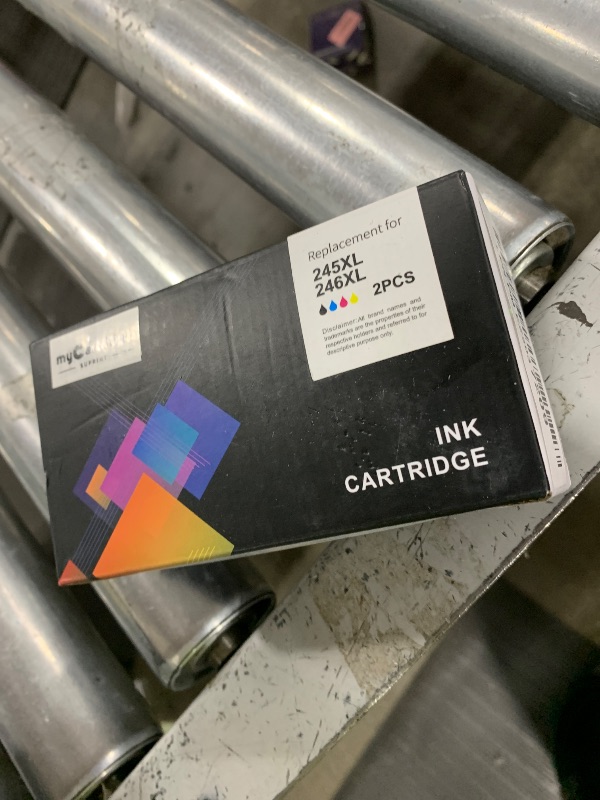 Replacement for
245XL
246XL
2PCS
Disclaimer:All brand names and
trademarks are the properties of their
respective holders and referred to for
descriptive purpose only.
INK
CARTRIDGE